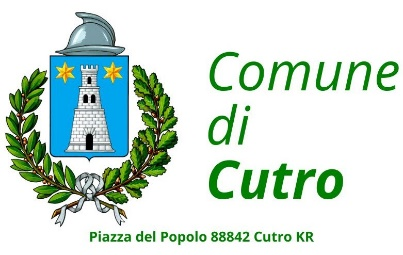 Comune
di
Cutro
Piazza del Popolo 88842 Cutro KR